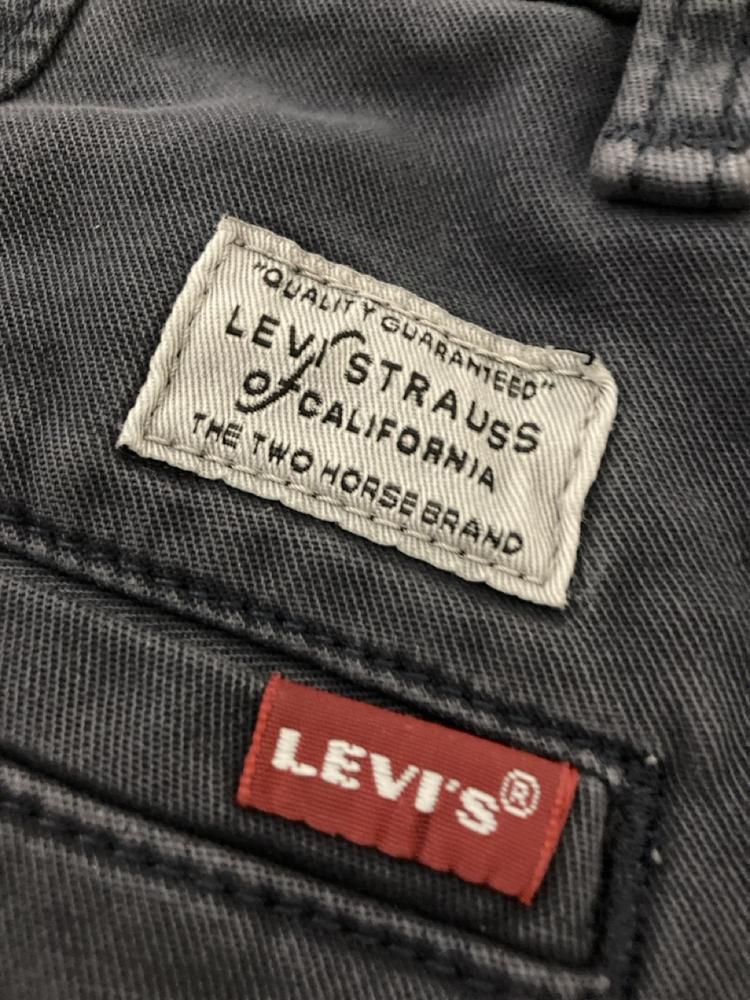 "QUALITY GUARANTEED"
LEVI STRAUSS
of CALIFORNIA
THE TWO HORSE BRAND
LEVI'S®